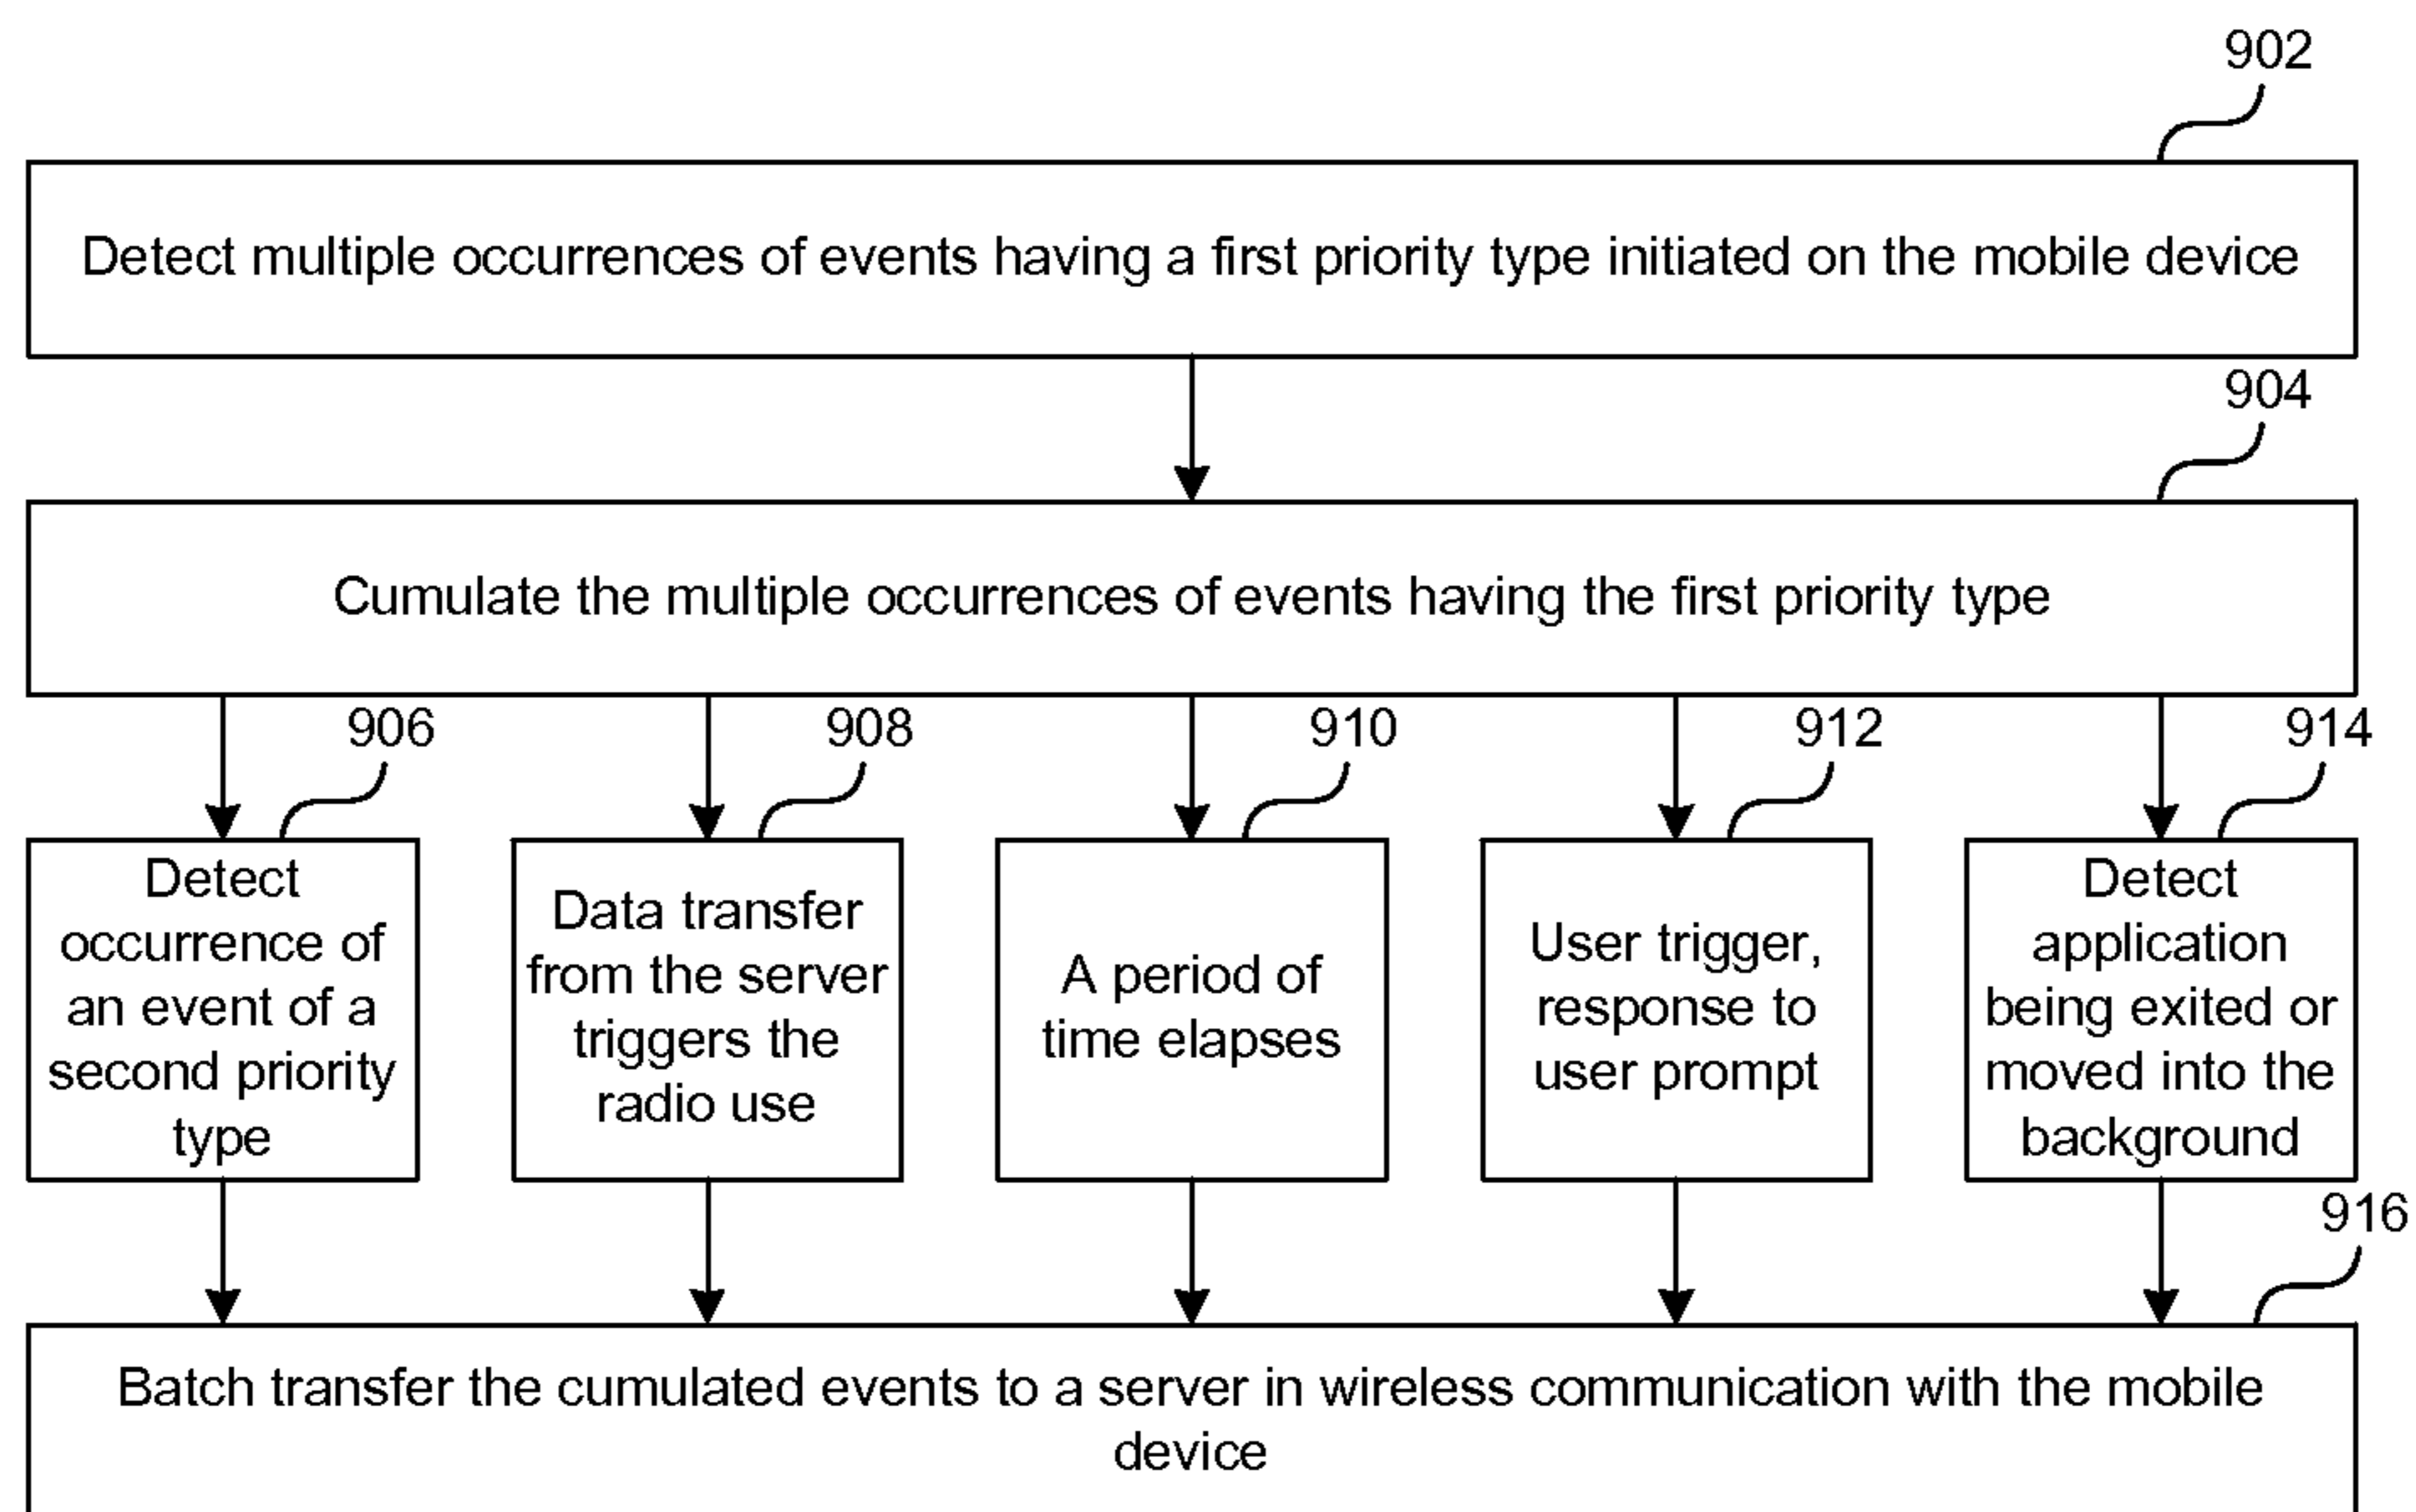 902
Detect multiple occurrences of events having a first priority type initiated on the mobile device
904
Cumulate the multiple occurrences of events having the first priority type
906
908
910
912
914
Detect
occurrence of
an event of a
second priority
type
Data transfer
from the server
triggers the
radio use
A period of
time elapses
User trigger,
response to
user prompt
Detect
application
being exited or
moved into the
background
916
Batch transfer the cumulated events to a server in wireless communication with the mobile
device